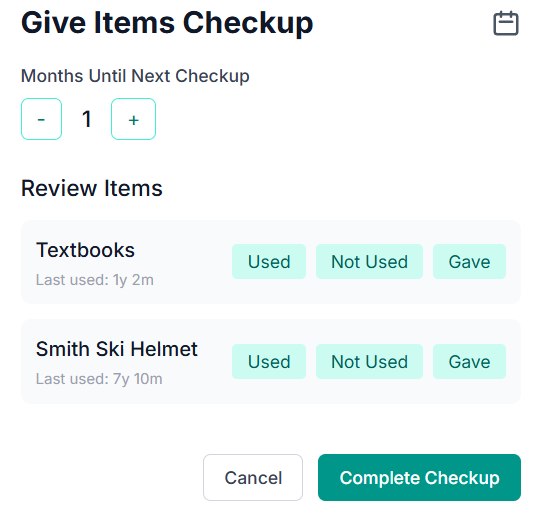 Give Items Checkup
Months Until Next Checkup
- 1 +
Review Items
Textbooks
Last used: 1y 2m
Used Not Used Gave
Smith Ski Helmet
Last used: 7y 10m
Used Not Used Gave
Cancel Complete Checkup